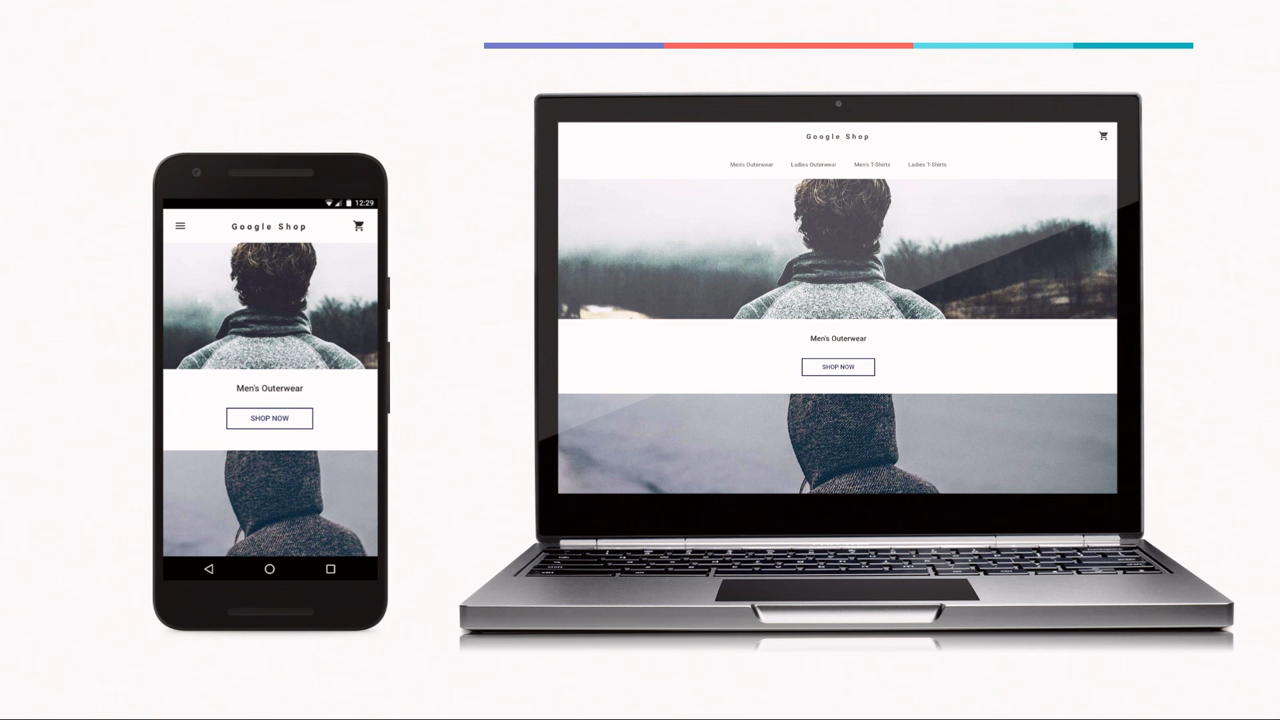 12:29
Google Shop
Men's Outerwear
SHOP NOW
Google Shop
Men's Outerwear Ladies Outerwear Men's T-Shirts Ladies T-Shirts
Men's Outerwear
SHOP NOW